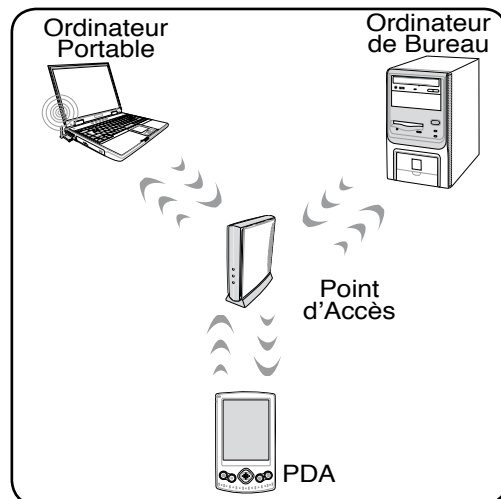 Ordinateur
Portable
Ordinateur
de Bureau
Point
d'Accès
PDA